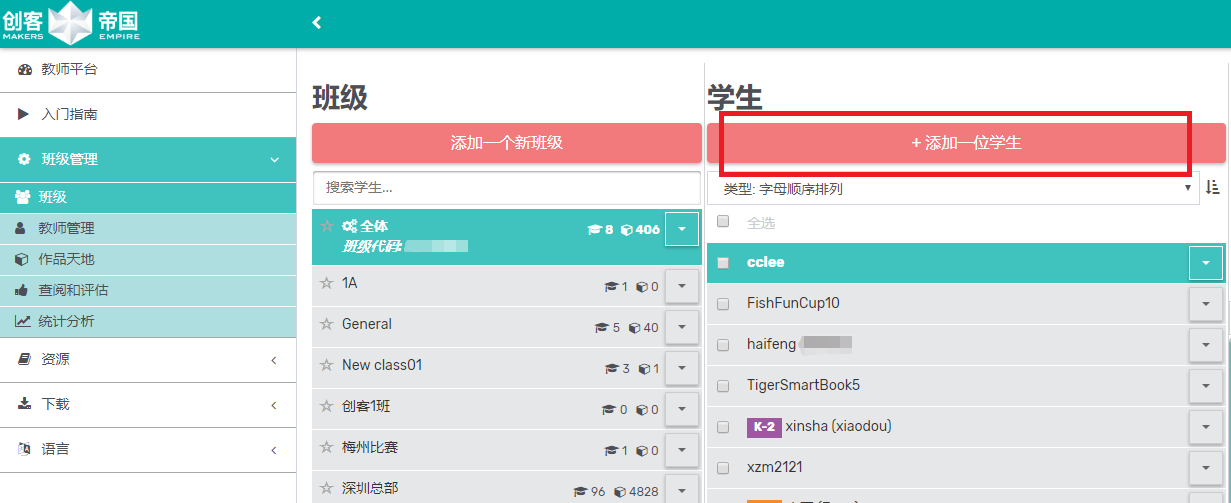 创客 帝国
MAKERS EMPIRE
教师平台
入门指南
班级管理
班级
教师管理
作品天地
查阅和评估
统计分析
资源
下载
语言
班级
添加一个新班级
搜索学生...
全体 8 406
班级代码:
1A 1 0
General 5 40
New class01 3 1
创客1班 0 0
梅州比赛 1 0
深圳总部 96 4828
学生
+ 添加一位学生
类型: 字母顺序排列
全选
cclee
FishFunCup10
haifeng
TigerSmartBook5
K-2 xinsha (xiaodou)
xzm2121